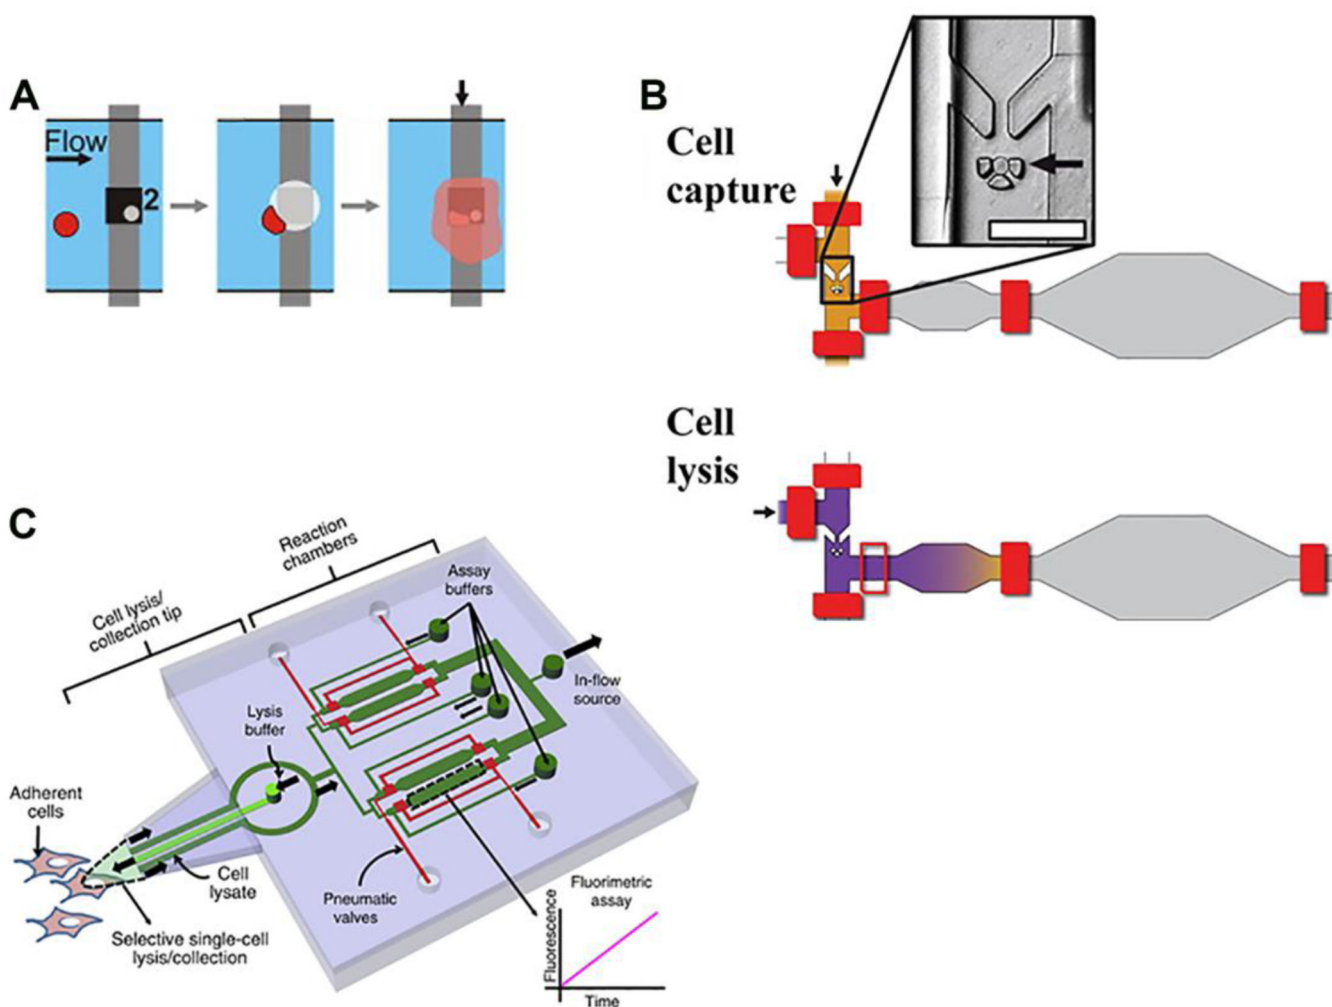 A
Flow
2
B
Cell
capture
Cell
lysis
C
Cell lysis/
collection tip
Reaction
chambers
Assay
buffers
In-flow
source
Lysis
buffer
Adherent
cells
Cell
lysate
Pneumatic
valves
Selective single-cell
lysis/collection
Fluorimetric
assay
Fluorescence
Time